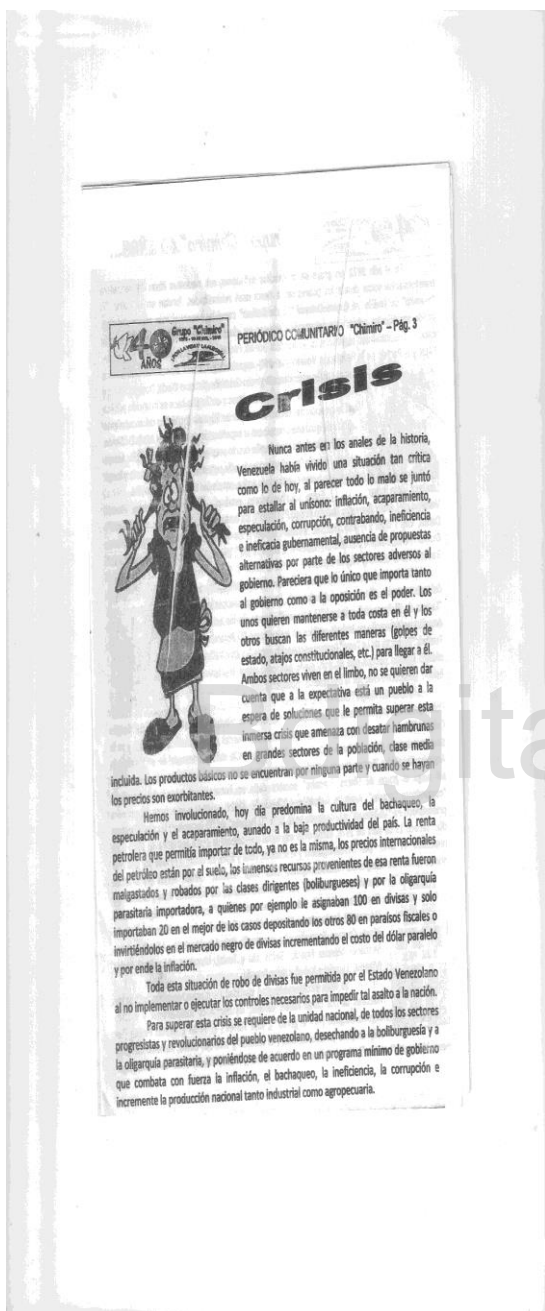 Grupo "Chimiro"
AÑOS
PERIÓDICO COMUNITARIO "Chimiro" – Pág. 3
Crisis
Nunca antes en los anales de la historia,
Venezuela había vivido una situación tan crítica
como lo de hoy, al parecer todo lo malo se juntó
para estallar al unísono: inflación, acaparamiento,
especulación, corrupción, contrabando, ineficiencia
e ineficacia gubernamental, ausencia de propuestas
alternativas por parte de los sectores adversos al
gobierno. Pareciera que lo único que importa tanto
al gobierno como a la oposición es el poder. Los
unos quieren mantenerse a toda costa en él y los
otros buscan las diferentes maneras (golpes de
estado, atajos constitucionales, etc.) para llegar a él.
Ambos sectores viven en el limbo, no se quieren dar
cuenta que a la expectativa está un pueblo a la
espera de soluciones que le permita superar esta
inmersa crisis que amenaza con desatar hambrunas
en grandes sectores de la población, clase media
incluida. Los productos básicos no se encuentran por ninguna parte y cuando se hayan
los precios son exorbitantes.
Hemos involucionado, hoy día predomina la cultura del bachaqueo, la
especulación y el acaparamiento, aunado a la baja productividad del país. La renta
petrolera que permitía importar de todo, ya no es la misma, los precios internacionales
del petróleo están por el suelo, los inmensos recursos provenientes de esa renta fueron
malgastados y robados por las clases dirigentes (boliburgueses) y por la oligarquía
parasitaria importadora, a quienes por ejemplo le asignaban 100 en divisas y solo
importaban 20 en el mejor de los casos depositando los otros 80 en paraísos fiscales o
invirtiéndolos en el mercado negro de divisas incrementando el costo del dólar paralelo
y por ende la inflación.
Toda esta situación de robo de divisas fue permitida por el Estado Venezolano
al no implementar o ejecutar los controles necesarios para impedir tal asalto a la nación.
Para superar esta crisis se requiere de la unidad nacional, de todos los sectores
progresistas y revolucionarios del pueblo venezolano, desechando a la boliburguesía y a
la oligarquía parasitaria, y poniéndose de acuerdo en un programa mínimo de gobierno
que combata con fuerza la inflación, el bachaqueo, la ineficiencia, la corrupción e
incremente la producción nacional tanto industrial como agropecuaria.